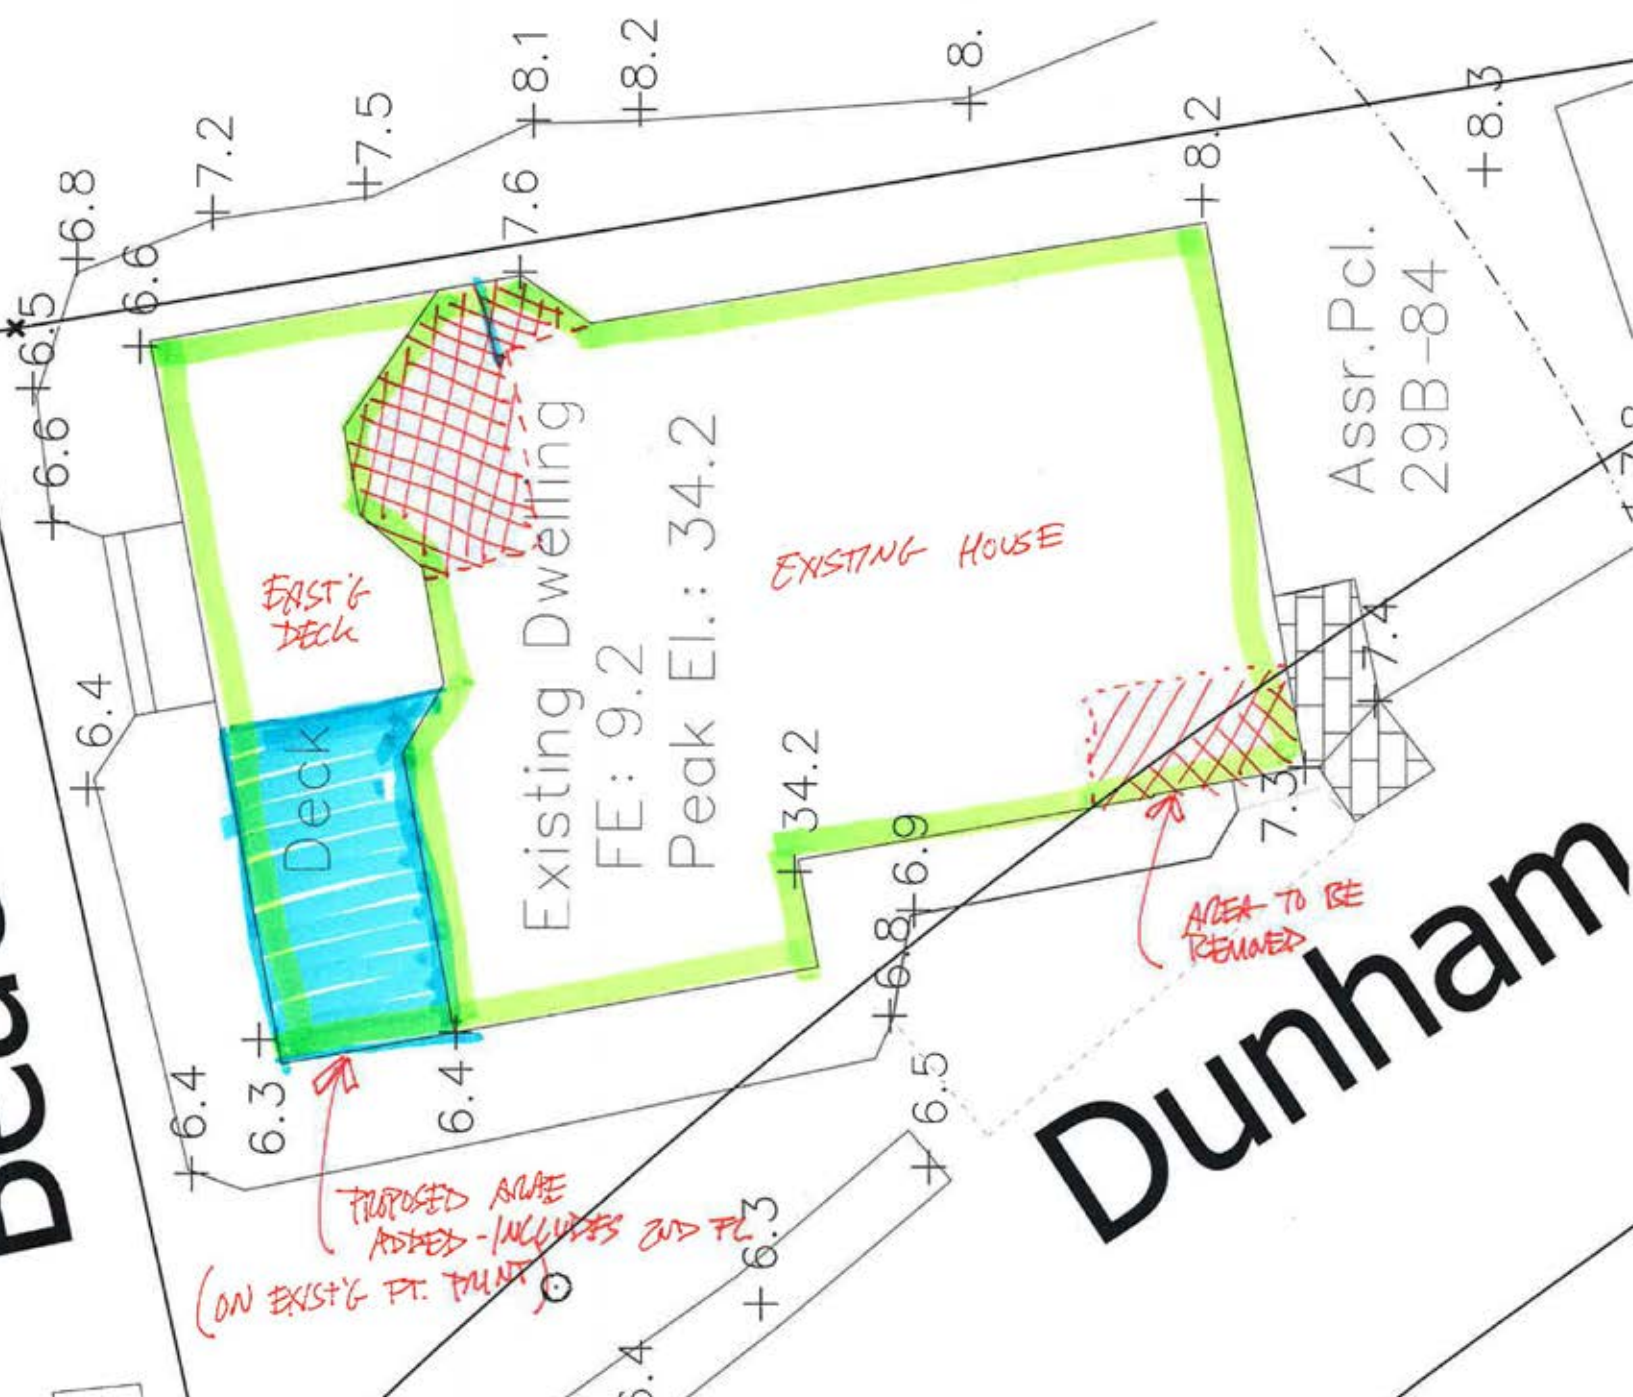 8.1
8.2
8.
8.3
8.2
7.5
7.2
6.8
7.6
6.6
6.5
6.6
6.4
Assr.Pcl.
29B-84
Existing Dwelling
FE: 9.2
Peak El.: 34.2
EXISTING HOUSE
EXIST'G
DECK
Deck
34.2
7.4
7.3
6.9
6.8
AREA TO BE
REMOVED
Dunham
6.5
6.4
6.3
6.4
PROPOSED
ADDED - INCLUDES 2ND FL
(ON EXIST'G PT.
6.3